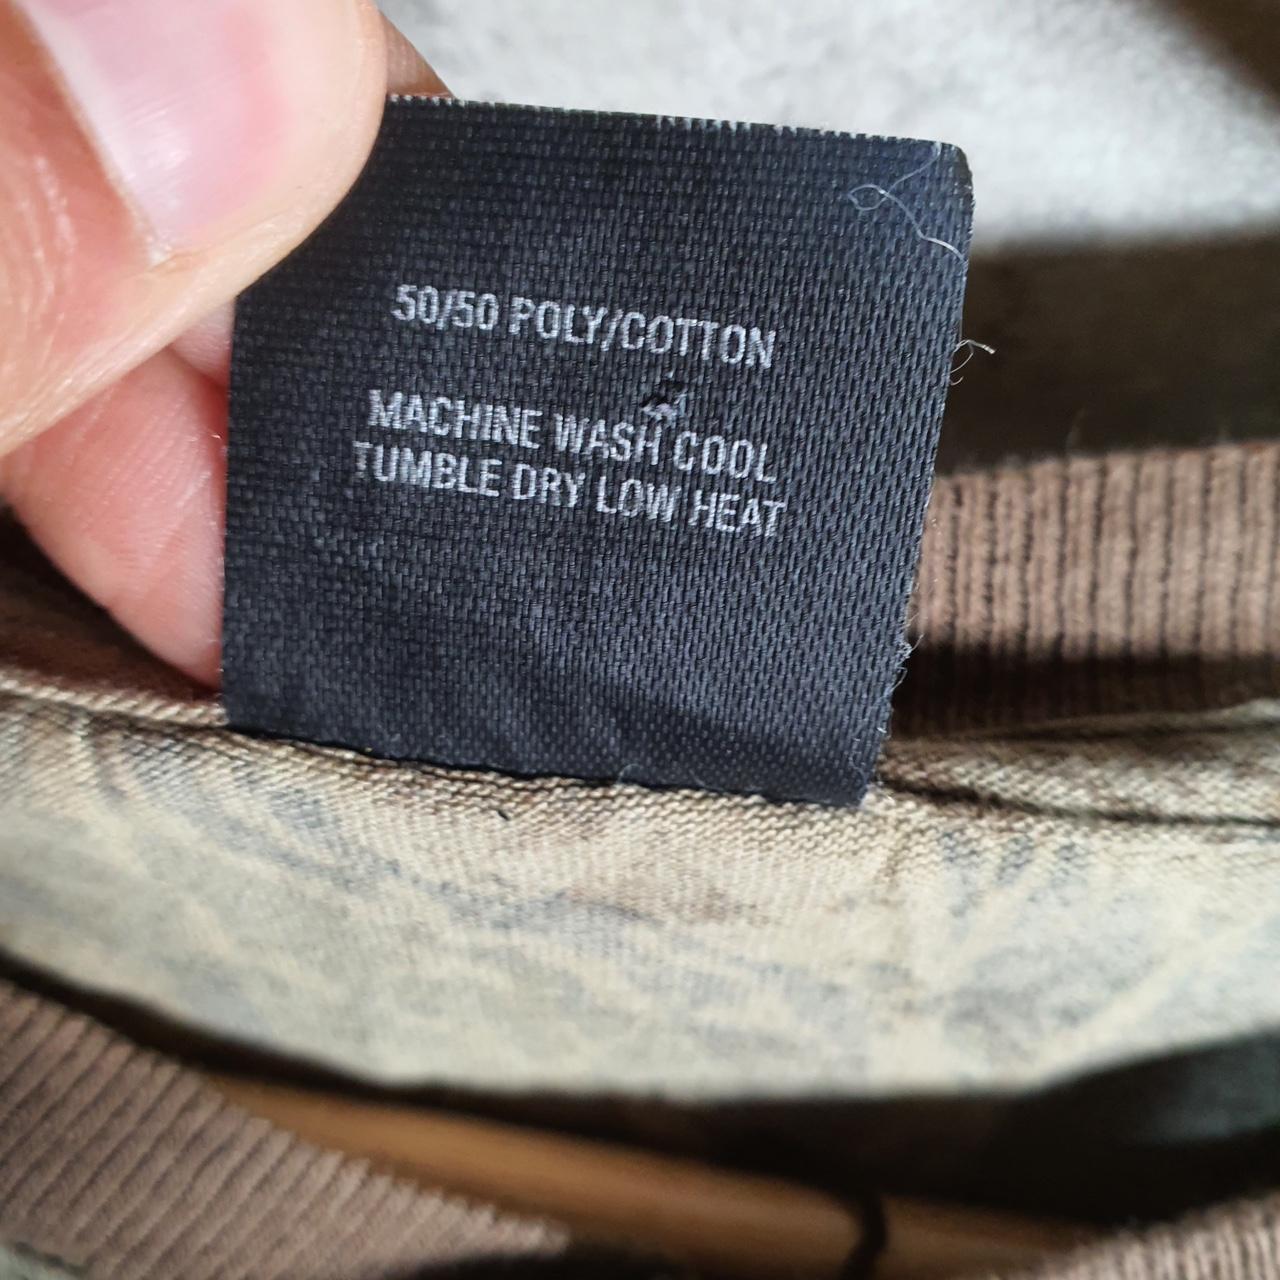 50/50 POLY/COTTON
MACHINE WASH COOL
TUMBLE DRY LOW HEAT